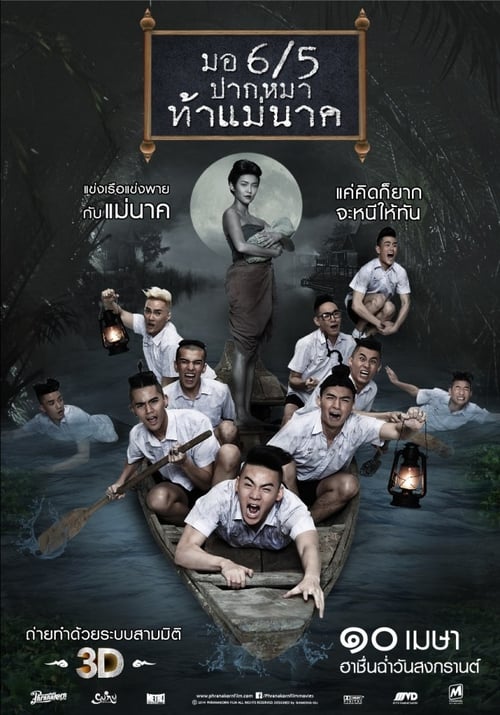 มอ 6/5
ปากหมา
ท้าแม่นาค
แข่งเรือแข่งพาย
กับแม่นาค
แค่คิดก็ยาก
จะหนีให้ทัน
ถ่ายทำด้วยระบบสามมิติ
3D
๑๐ เมษา
ฮาชื่นฉ่ำวันสงกรานต์
www.phranakornfilm.com
/Phranakornfilmmovies